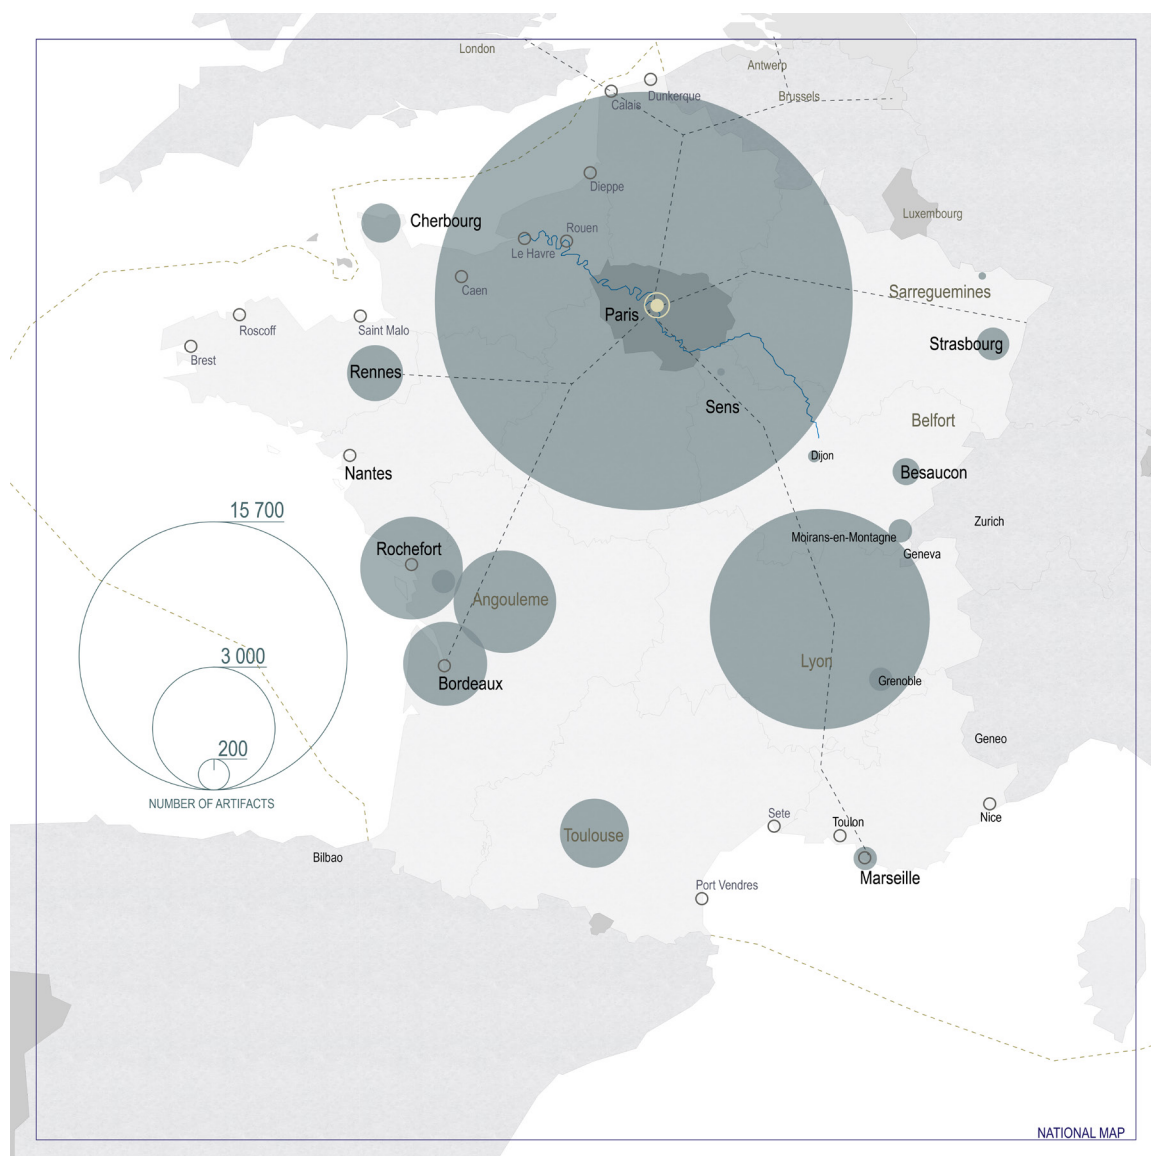 London
Antwerp
Dunkerque
Brussels
Calais
Dieppe
Luxembourg
Cherbourg
Rouen
Le Havre
Caen
Sarreguemines
Paris
Roscoff
Saint Malo
Strasbourg
Brest
Rennes
Sens
Belfort
Dijon
Nantes
Besaucon
15 700
Zurich
Moirans-en-Montagne
Rochefort
Geneva
Angouleme
3 000
Lyon
Grenoble
Bordeaux
Geneo
200
NUMBER OF ARTIFACTS
Sete
Toulon
Nice
Toulouse
Bilbao
Marseille
Port Vendres
NATIONAL MAP